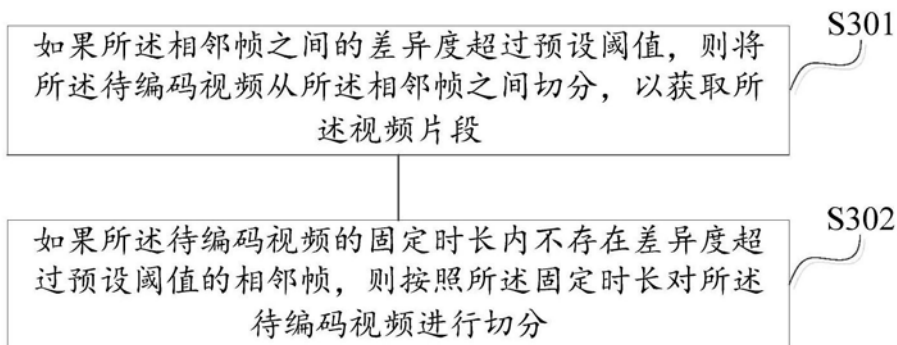 S301
如果所述相邻帧之间的差异度超过预设阈值，则将
所述待编码视频从所述相邻帧之间切分，以获取所
述视频片段
S302
如果所述待编码视频的固定时长内不存在差异度超
过预设阈值的相邻帧，则按照所述固定时长对所述
待编码视频进行切分